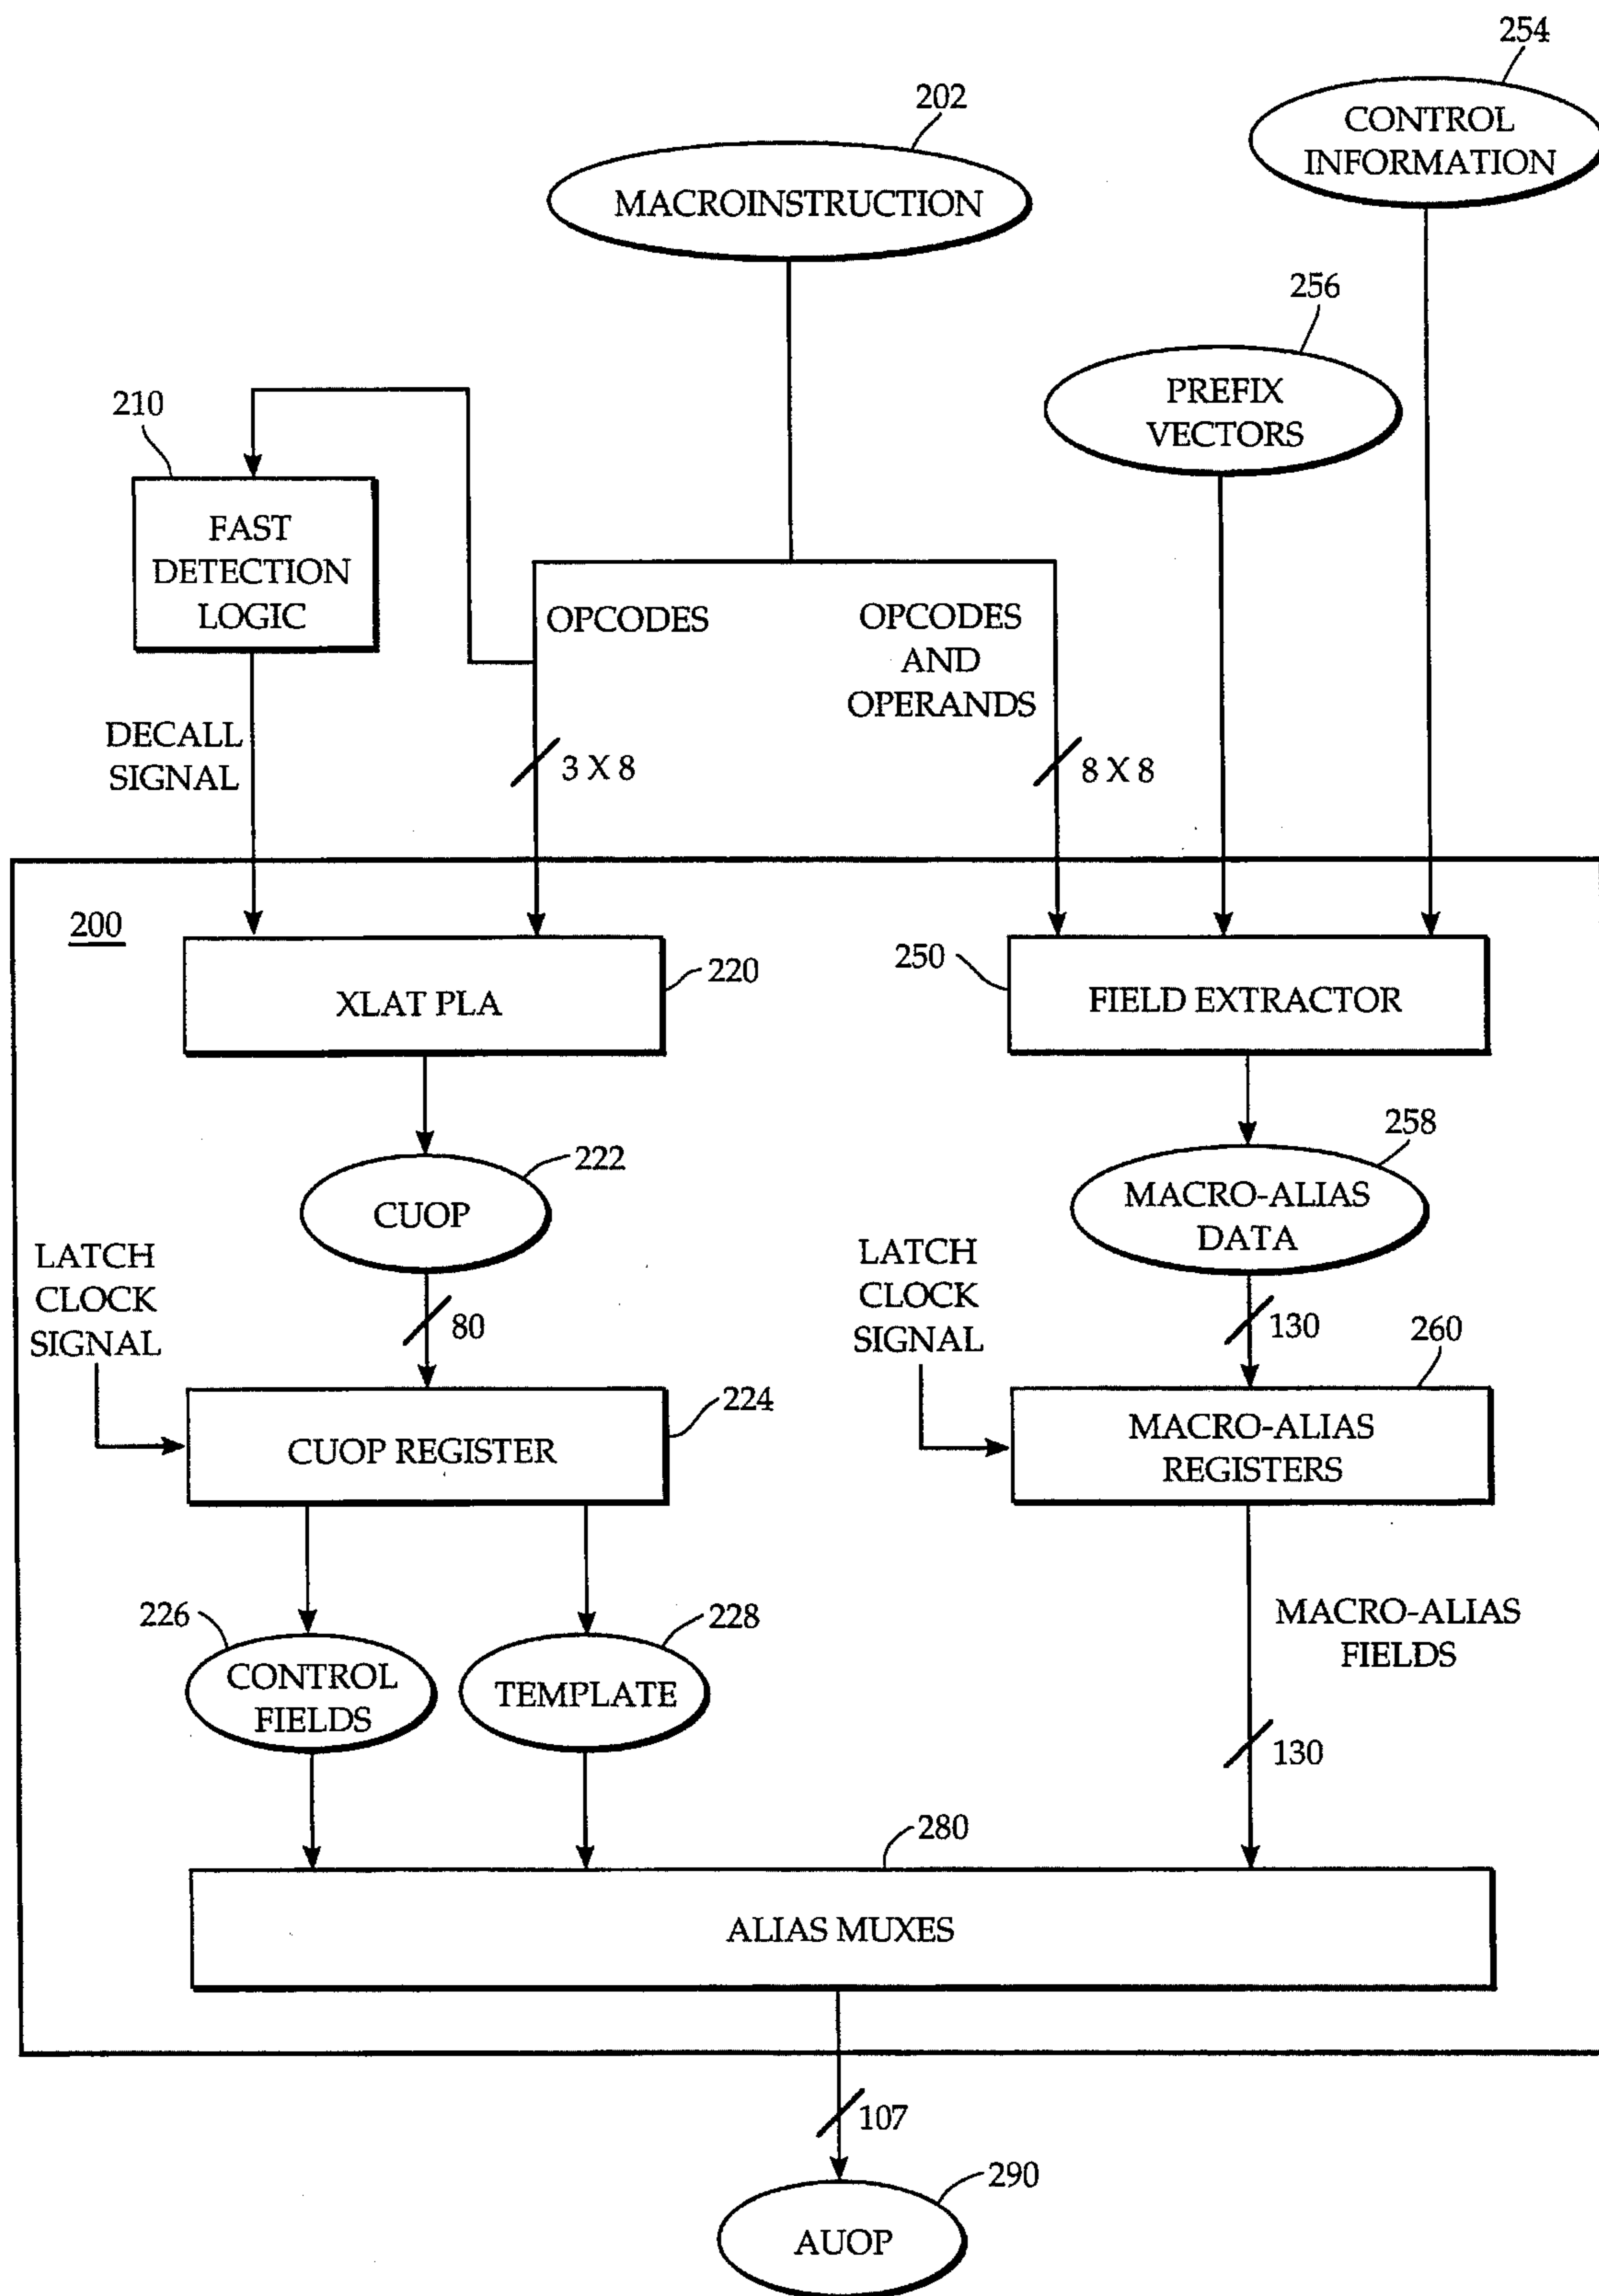 254
CONTROL
INFORMATION
202
MACROINSTRUCTION
256
PREFIX
VECTORS
210
FAST
DETECTION
LOGIC
OPCODES
OPCODES
AND
OPERANDS
DECALL
SIGNAL
3 X 8
8 X 8
200
XLAT PLA
220
250
FIELD EXTRACTOR
222
CUOP
258
MACRO-ALIAS
DATA
LATCH
CLOCK
SIGNAL
80
LATCH
CLOCK
SIGNAL
130
260
CUOP REGISTER
224
MACRO-ALIAS
REGISTERS
226
CONTROL
FIELDS
228
TEMPLATE
MACRO-ALIAS
FIELDS
130
280
ALIAS MUXES
107
290
AUOP